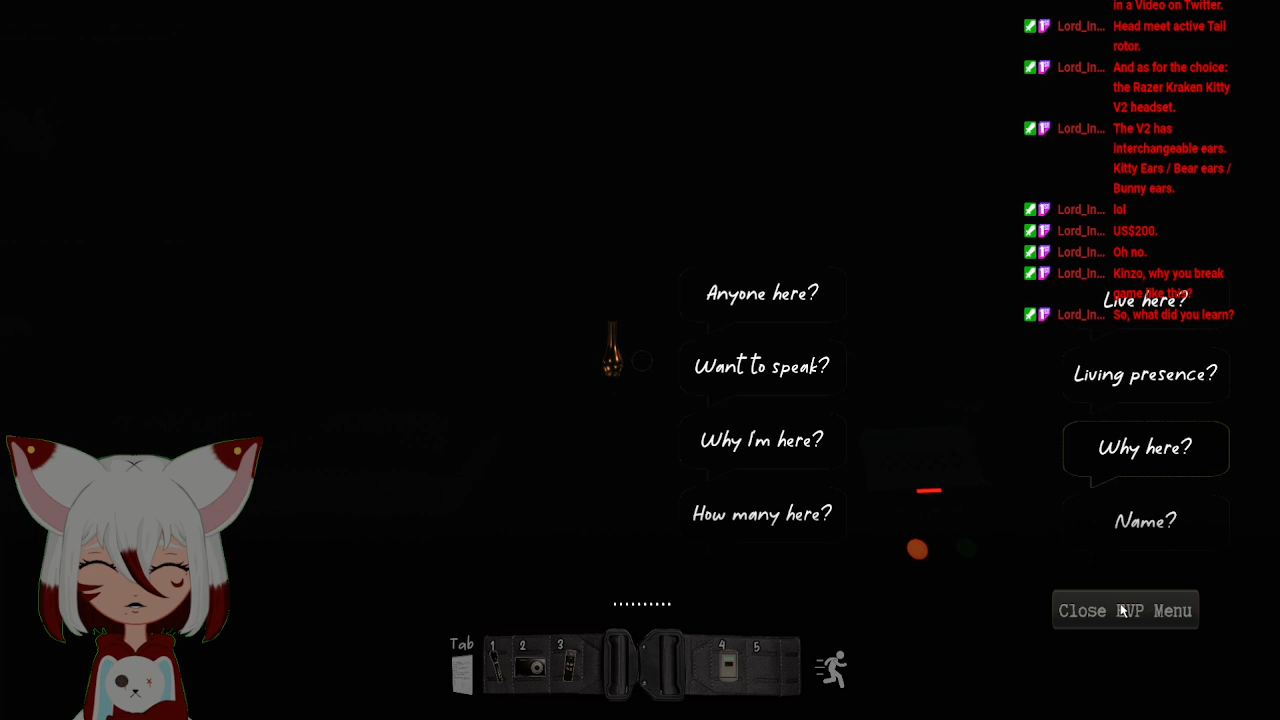 in a Video on Twitter.
Lord_In... Head meet active Tail
rotor.
Lord_In... And as for the choice:
the Razer Kraken Kitty
V2 headset.
Lord_In... The V2 has
interchangeable ears.
Kitty Ears / Bear ears /
Bunny ears.
Lord_In... lol
Lord_In... US$200.
Lord_In... Oh no.
Lord_In... Kinzo, why you break
game like this?
Lord_In... So, what did you learn?
Anyone here?
Want to speak?
Why I'm here?
How many here?
Live here?
Living presence?
Why here?
Name?
Close EVP Menu
Tab
1 2 3 4 5